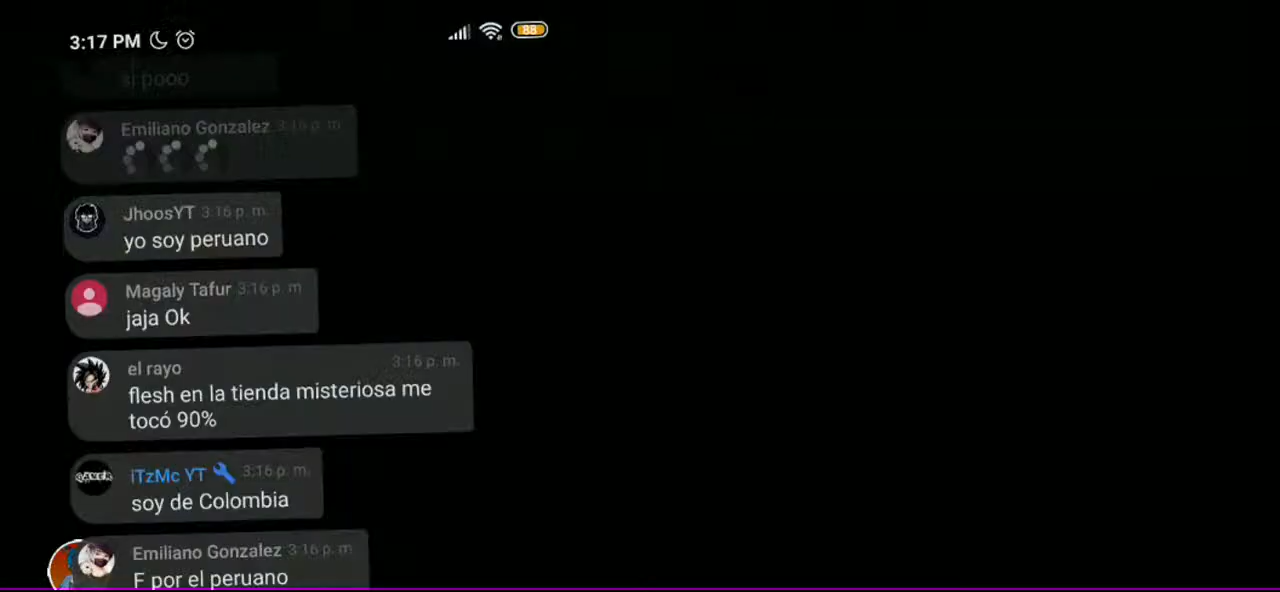 3:17 PM
88
si pooo
Emiliano Gonzalez 3:16 p. m.
JhoosYT 3:16 p. m.
yo soy peruano
Magaly Tafur 3:16 p. m.
jaja Ok
el rayo 3:16 p. m.
flesh en la tienda misteriosa me
tocó 90%
iTzMc YT 3:16 p. m.
soy de Colombia
Emiliano Gonzalez 3:16 p. m.
F por el peruano